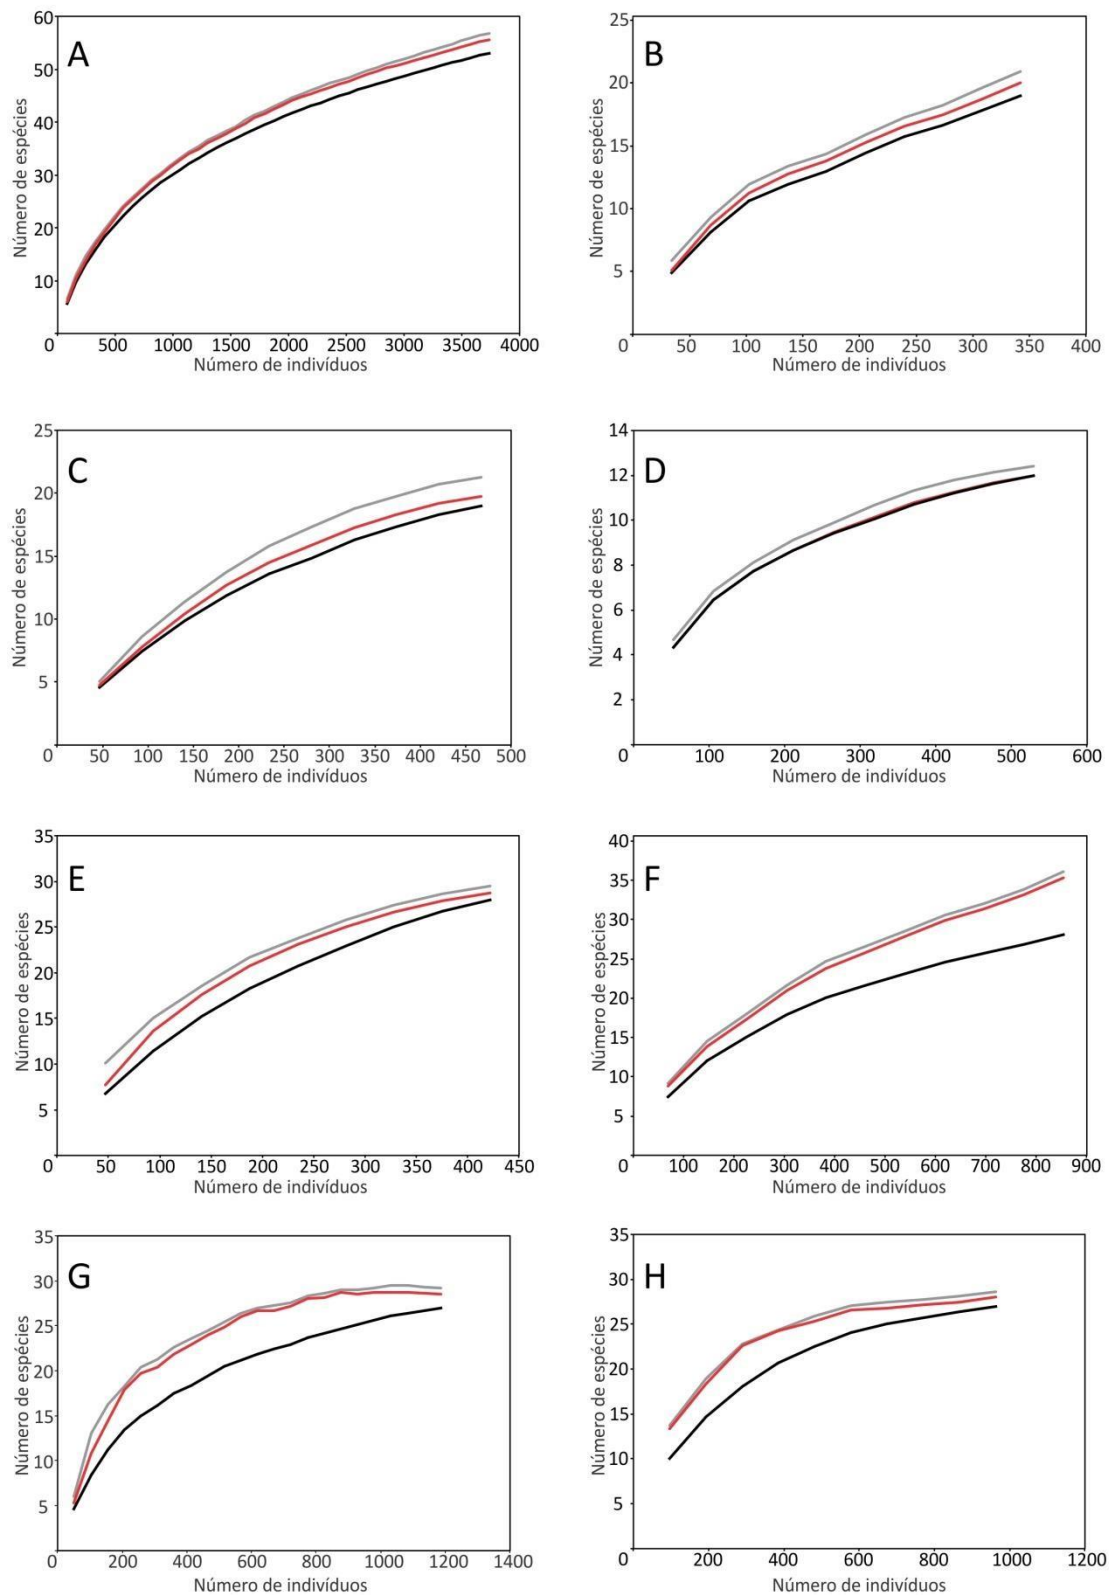 A
Número de espécies
60
50
40
30
20
10
0
500 1000 1500 2000 2500 3000 3500 4000
Número de indivíduos
B
Número de espécies
25
20
15
10
5
0
50 100 150 200 250 300 350 400
Número de indivíduos
C
Número de espécies
25
20
15
10
5
0
50 100 150 200 250 300 350 400 450 500
Número de indivíduos
D
Número de espécies
14
12
10
8
6
4
2
0
100 200 300 400 500 600
Número de indivíduos
E
Número de espécies
35
30
25
20
15
10
5
0
50 100 150 200 250 300 350 400 450
Número de indivíduos
F
Número de espécies
40
35
30
25
20
15
10
5
0
100 200 300 400 500 600 700 800 900
Número de indivíduos
G
Número de espécies
35
30
25
20
15
10
5
0
200 400 600 800 1000 1200 1400
Número de indivíduos
H
Número de espécies
35
30
25
20
15
10
5
0
200 400 600 800 1000 1200
Número de indivíduos